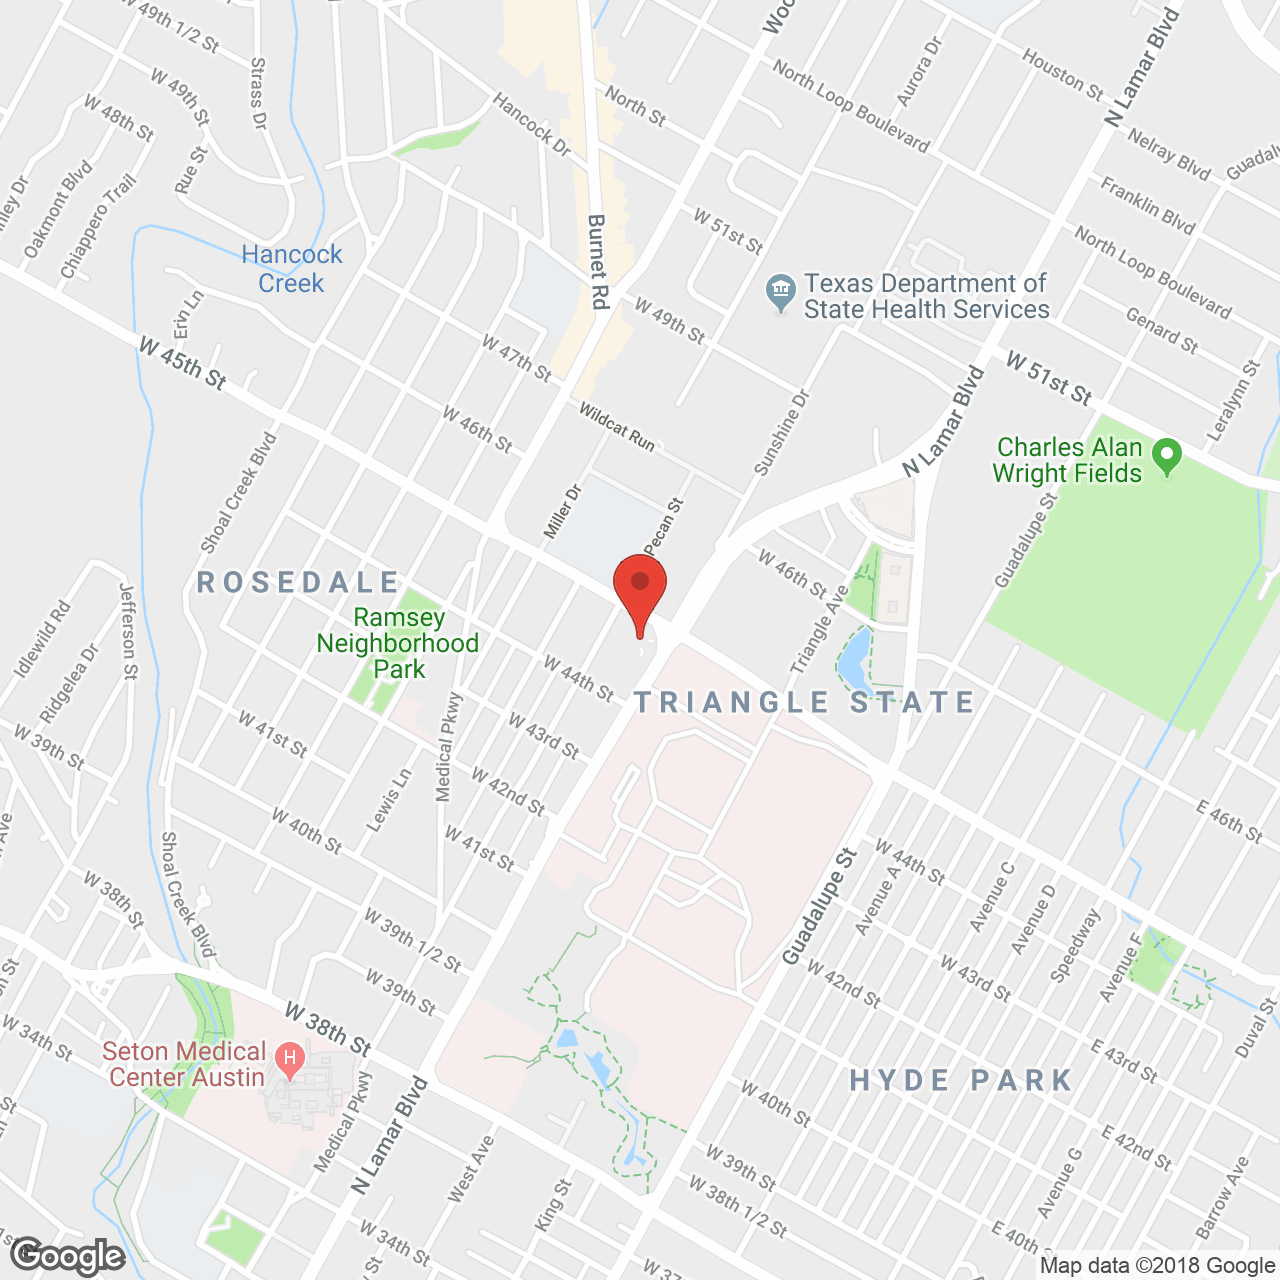 W 49th 1/2 St
Strass Dr
W 49th St
W 48th St
Rue St
Oakmont Blvd
Chiappero Trail
Hancock Dr
North St
North Loop Boulevard
Aurora Dr
Houston St
N Lamar Blvd
Nelray Blvd
Franklin Blvd
North Loop Boulevard
Genard St
Leralynn St
Burnet Rd
W 51st St
Hancock
Creek
Ervin Ln
Texas Department of
State Health Services
W 49th St
W 45th St
W 47th St
W 46th St
Wildcat Run
Sunshine Dr
N Lamar Blvd
W 51st St
Charles Alan
Wright Fields
Guadalupe St
Shoal Creek Blvd
Miller Dr
Pecan St
W 46th St
Triangle Ave
ROSEDALE
Ramsey
Neighborhood
Park
Jefferson St
Idlewild Rd
Ridgelea Dr
W 44th St
TRIANGLE STATE
W 39th St
W 41st St
W 43rd St
Medical Pkwy
Lewis Ln
W 42nd St
W 40th St
W 41st St
E 46th St
Shoal Creek Blvd
W 38th St
W 39th 1/2 St
W 39th St
Guadalupe St
W 44th St
Avenue A
Avenue C
Avenue D
Speedway
Avenue F
W 42nd St
W 43rd St
Duval St
W 34th St
W 38th St
Seton Medical
Center Austin
H
Medical Pkwy
N Lamar Blvd
West Ave
King St
W 34th St
HYDE PARK
E 43rd St
W 40th St
E 42nd St
W 39th St
W 38th 1/2 St
Avenue G
E 40th St
Barrow Ave
Google
Map data ©2018 Google